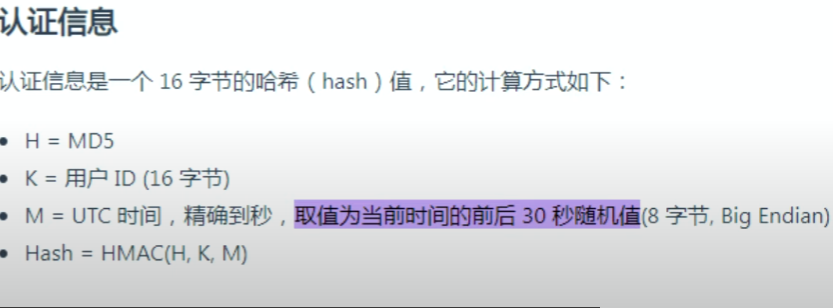 认证信息
认证信息是一个 16 字节的哈希（hash）值，它的计算方式如下：
• H = MD5
• K = 用户 ID (16 字节)
• M = UTC 时间，精确到秒，取值为当前时间的前后 30 秒随机值(8 字节, Big Endian)
• Hash = HMAC(H, K, M)